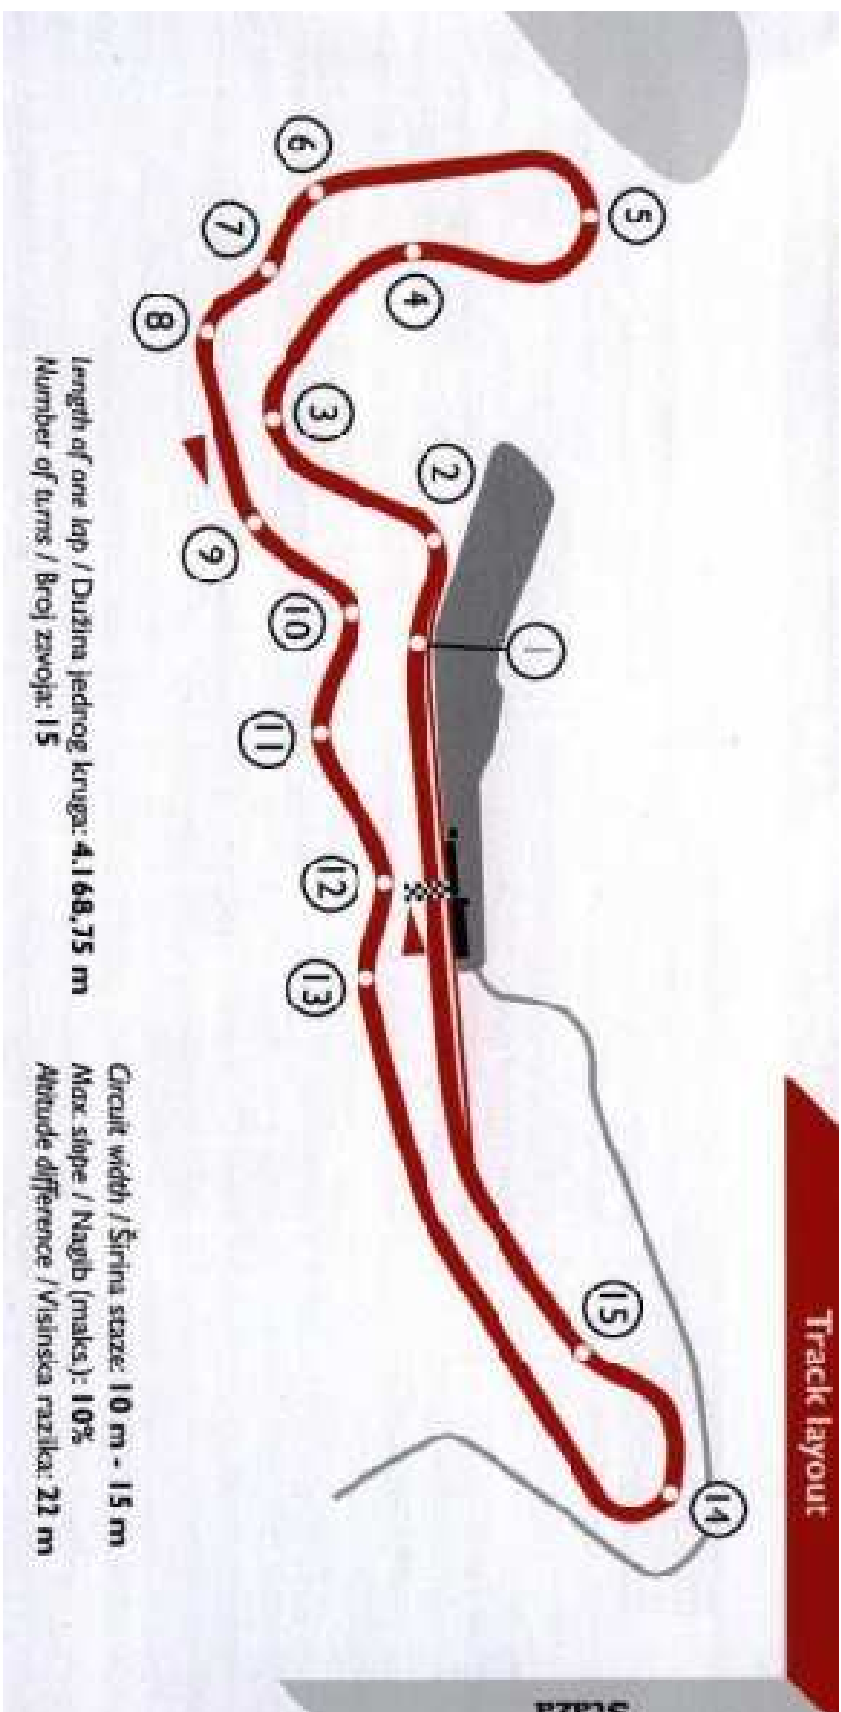 Track layout
Staza
1
2
3
4
5
6
7
8
9
10
11
12
13
14
15
Circuit width / Širina staze: 10 m - 15 m
Max. slope / Nagib (maks.): 10%
Altitude difference / Visinska razlika: 22 m
Length of one lap / Dužina jednog kruga: 4.168,75 m
Number of turns / Broj zavoja: 15